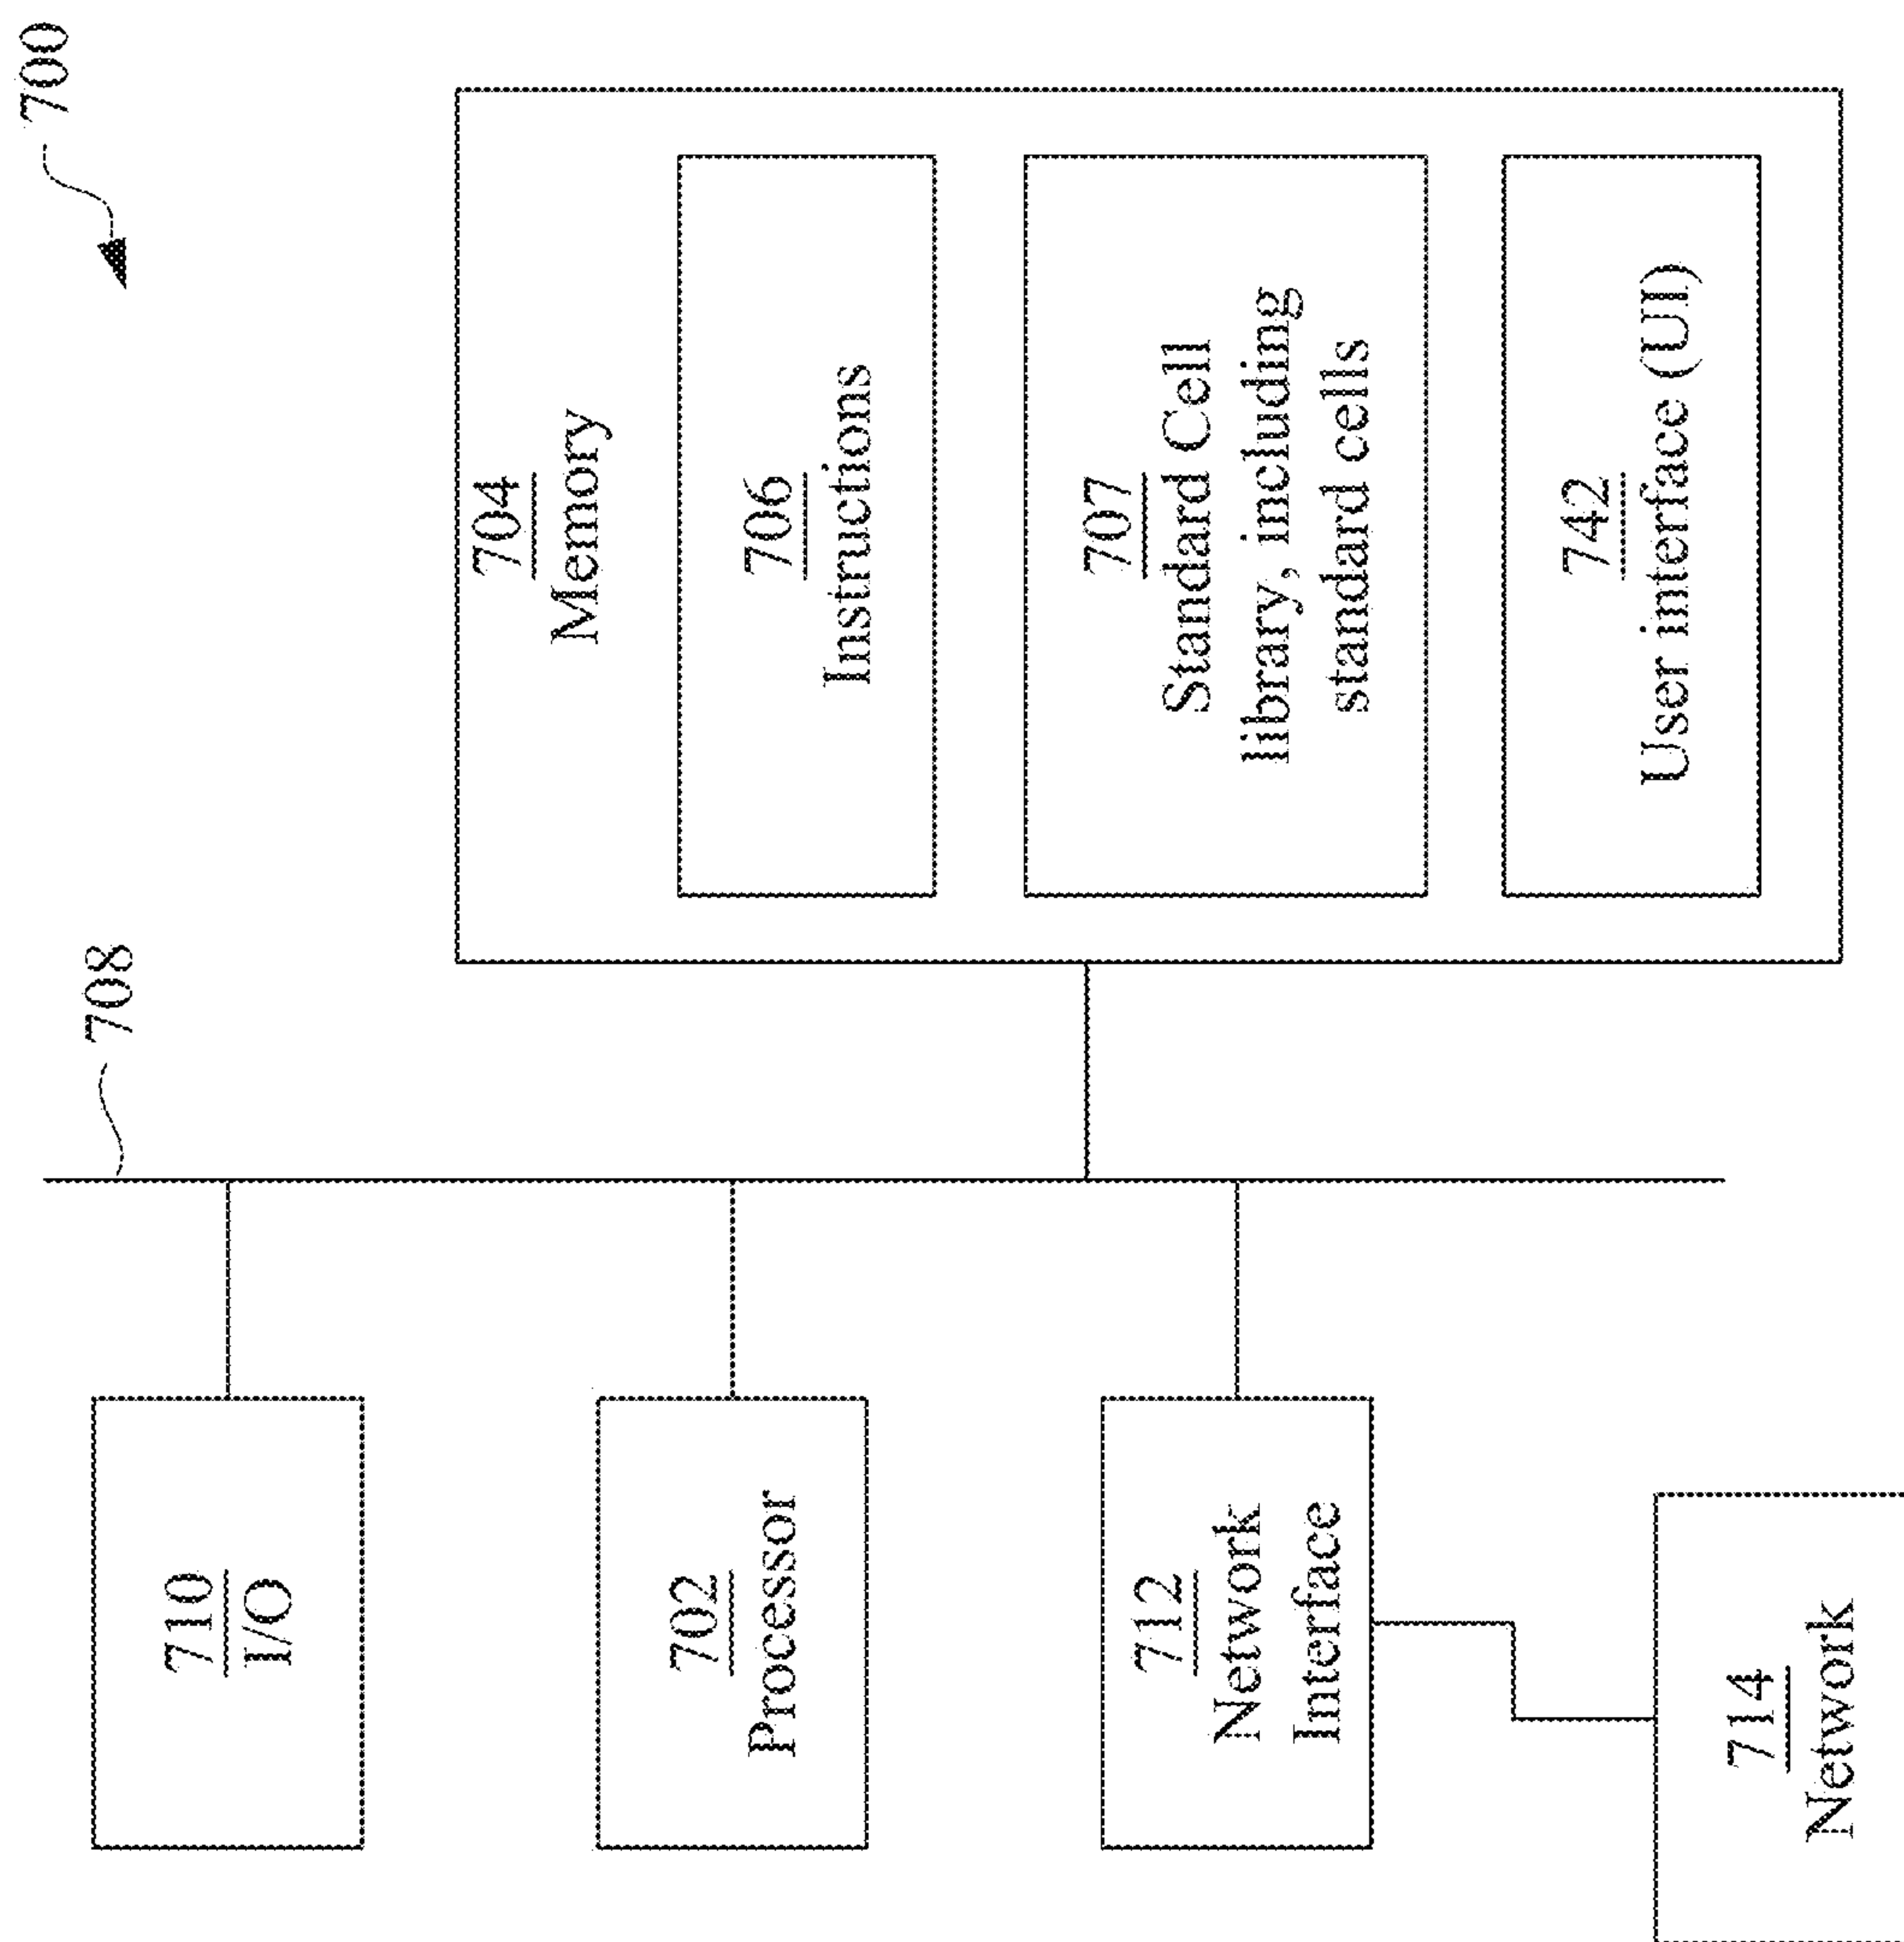 700
708
704
Memory
706
Instructions
707
Standard Cell
library, including
standard cells
742
User interface (UI)
710
I/O
702
Processor
712
Network
Interface
714
Network